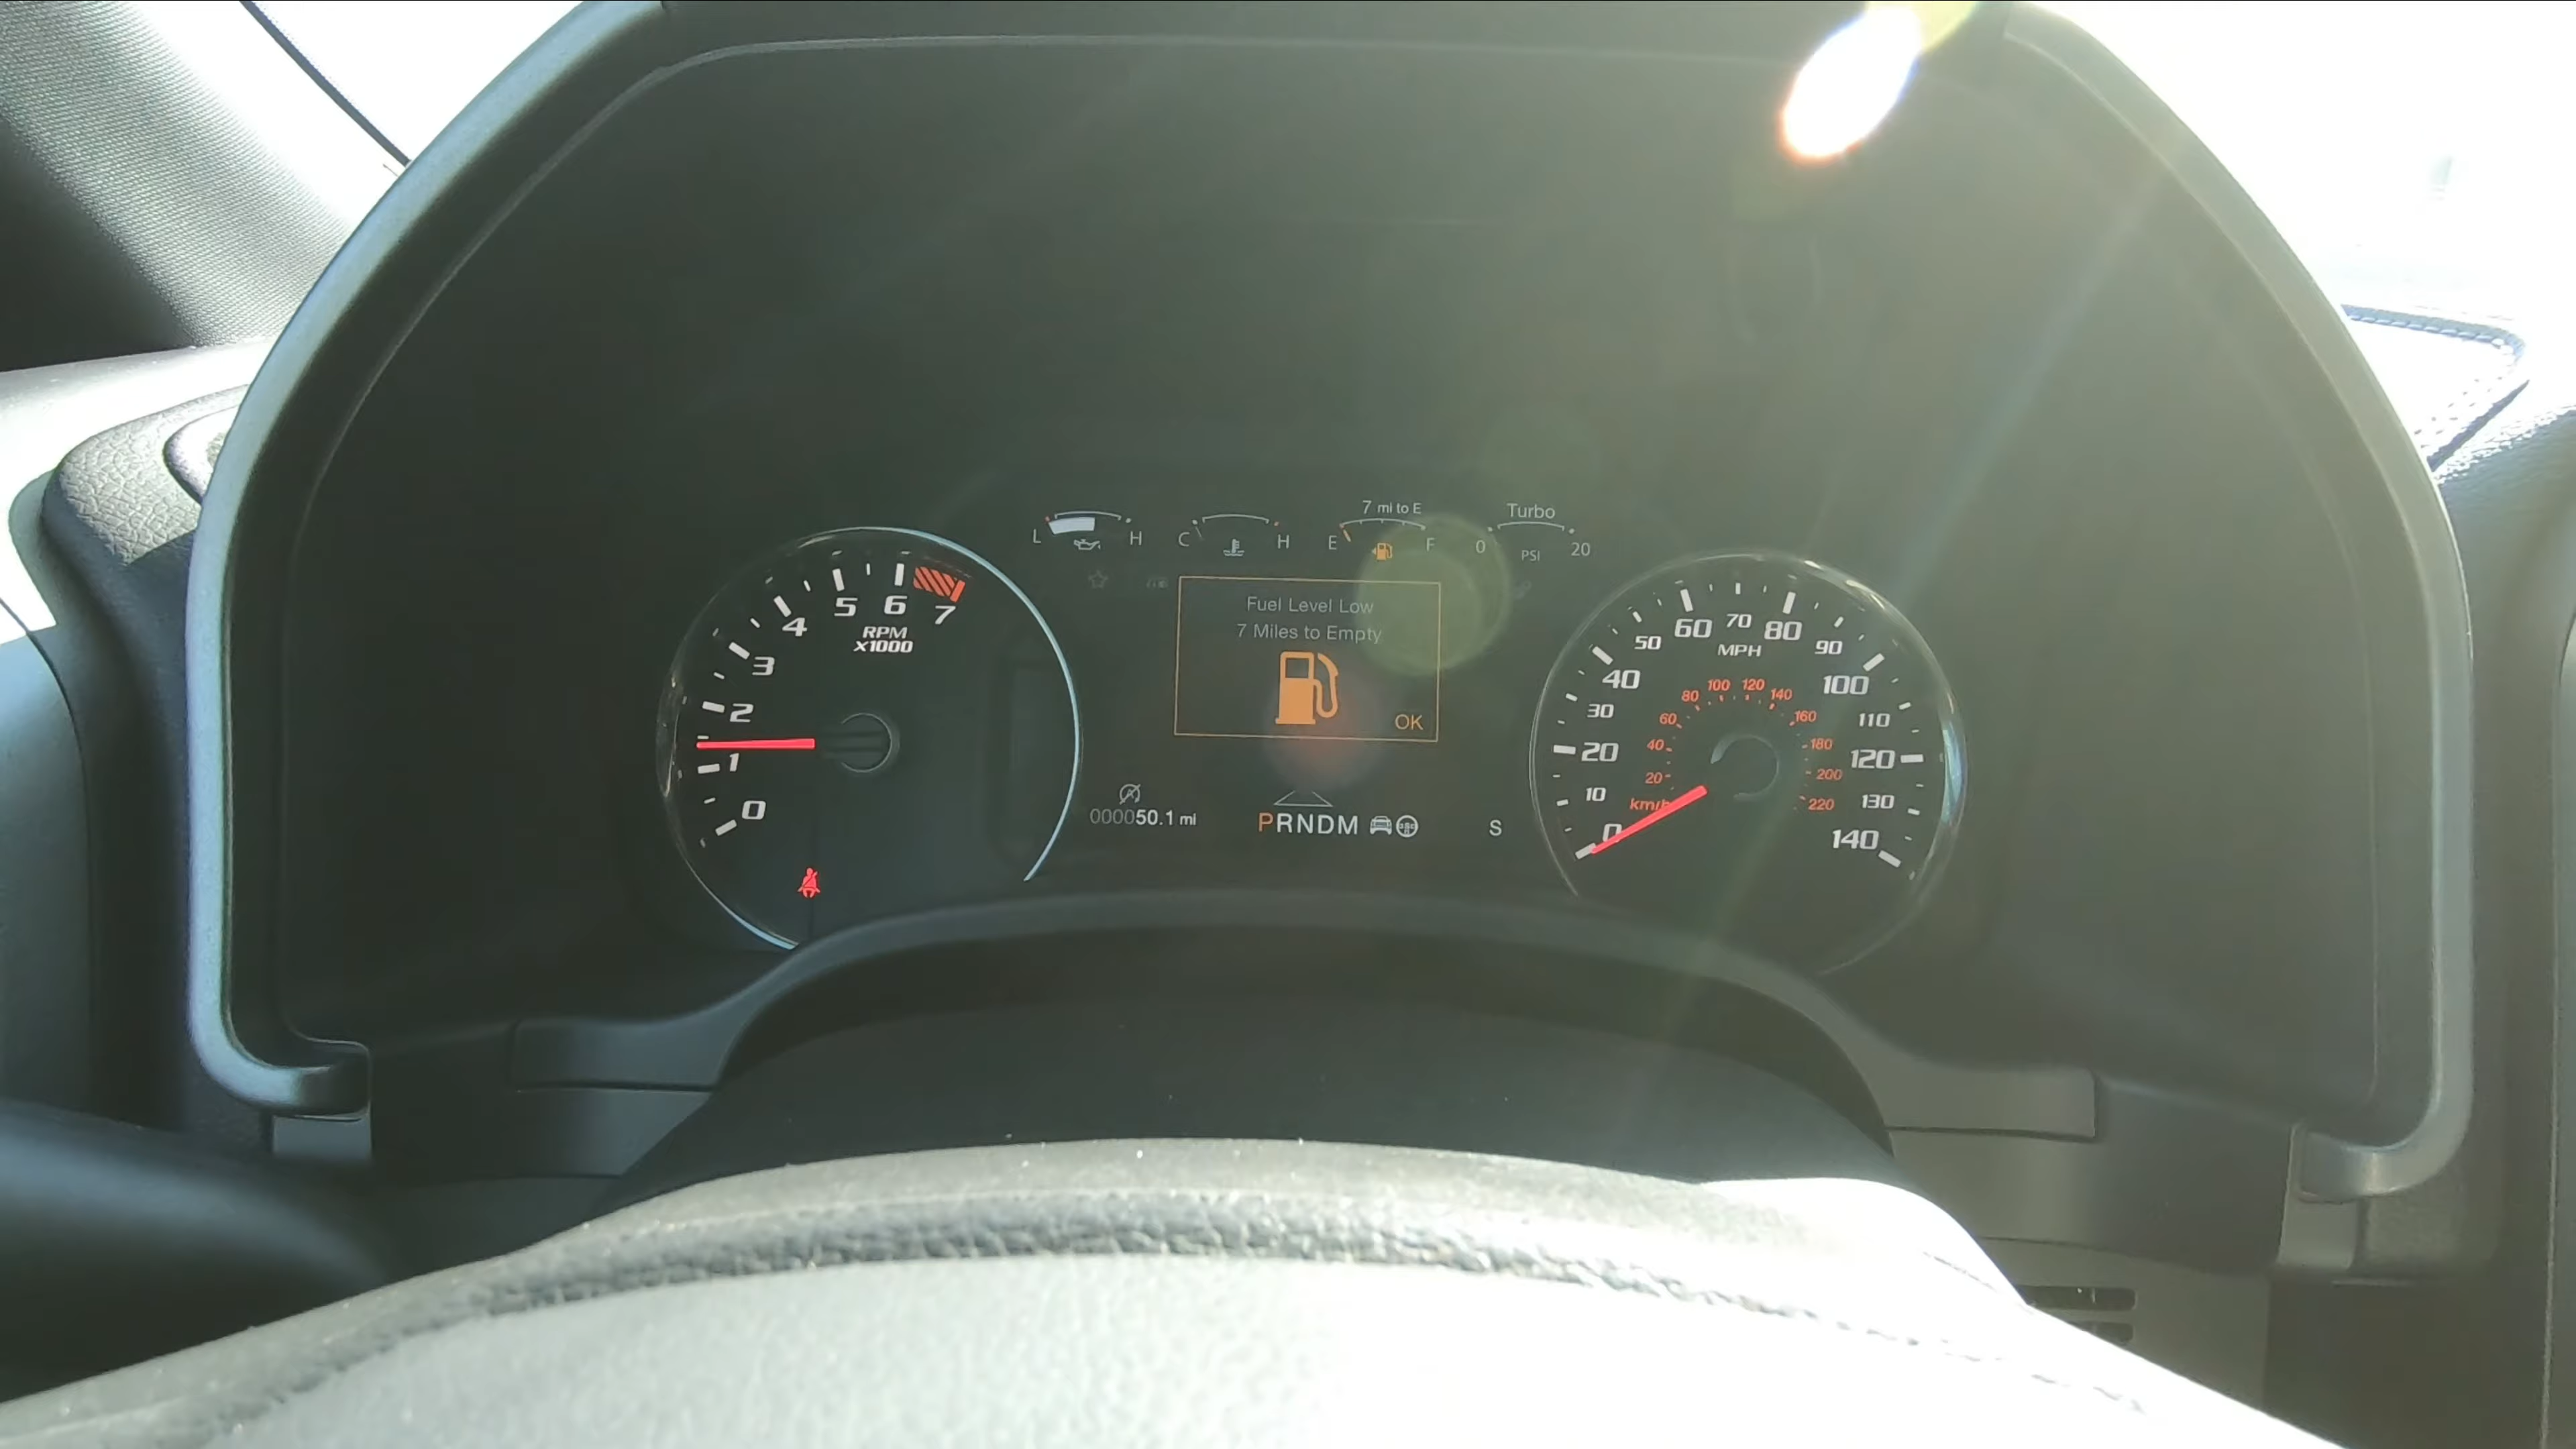 7 mi to E
Turbo
L H
C H
E F
0 PSI 20
0 1 2 3 4 5 6 7
RPM
x1000
Fuel Level Low
7 Miles to Empty
OK
0 10 20 30 40 50 60 70 80 90 100 110 120 130 140
MPH
20 40 60 80 100 120 140 160 180 200 220
km/h
000050.1 mi
PRNDM
S